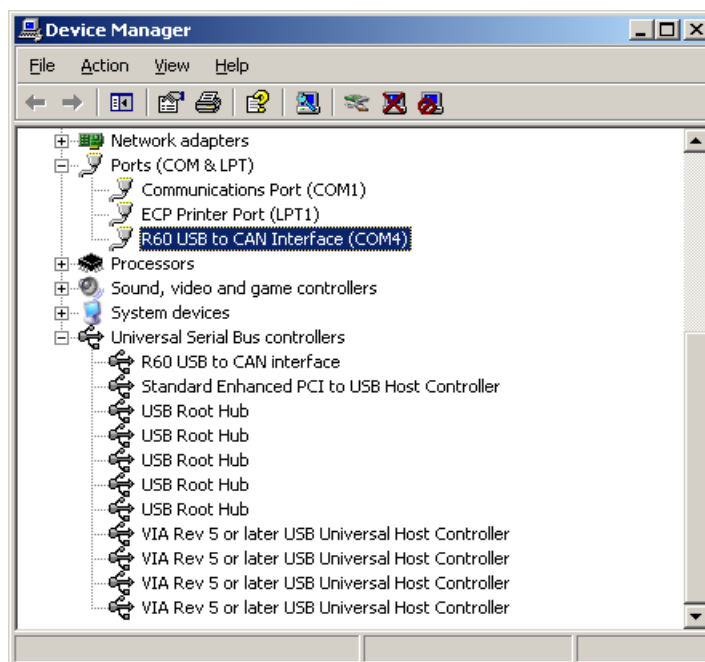 Device Manager
File Action View Help
Network adapters
Ports (COM & LPT)
Communications Port (COM1)
ECP Printer Port (LPT1)
R60 USB to CAN Interface (COM4)
Processors
Sound, video and game controllers
System devices
Universal Serial Bus controllers
R60 USB to CAN interface
Standard Enhanced PCI to USB Host Controller
USB Root Hub
USB Root Hub
USB Root Hub
USB Root Hub
USB Root Hub
VIA Rev 5 or later USB Universal Host Controller
VIA Rev 5 or later USB Universal Host Controller
VIA Rev 5 or later USB Universal Host Controller
VIA Rev 5 or later USB Universal Host Controller